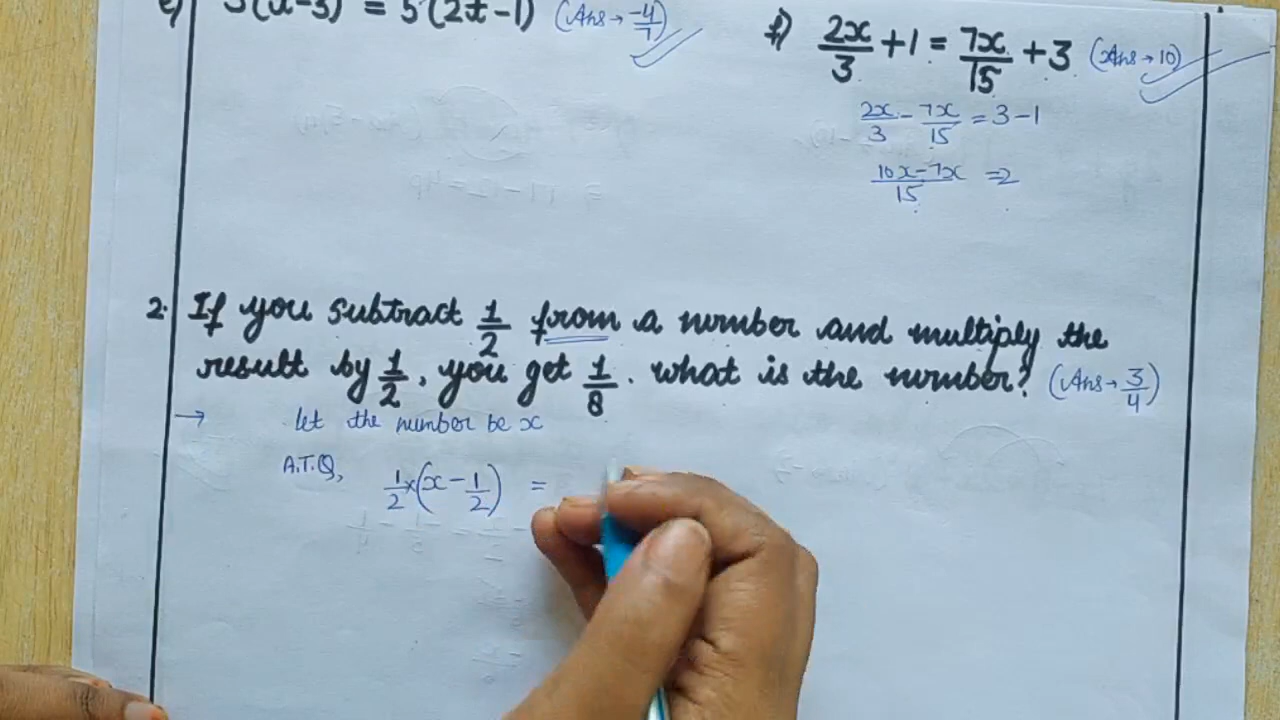 e) 3(x-3) = 5(2x-1) (Ans → -4/7)
f) 2x/3 + 1 = 7x/15 + 3 (Ans → 10)
2x/3 - 7x/15 = 3 - 1
10x - 7x/15 = 2
2. If you subtract 1/2 from a number and multiply the
result by 1/2, you get 1/8. what is the number? (Ans → 3/4)
→ let the number be x
A.T.Q, 1/2 × (x - 1/2) =